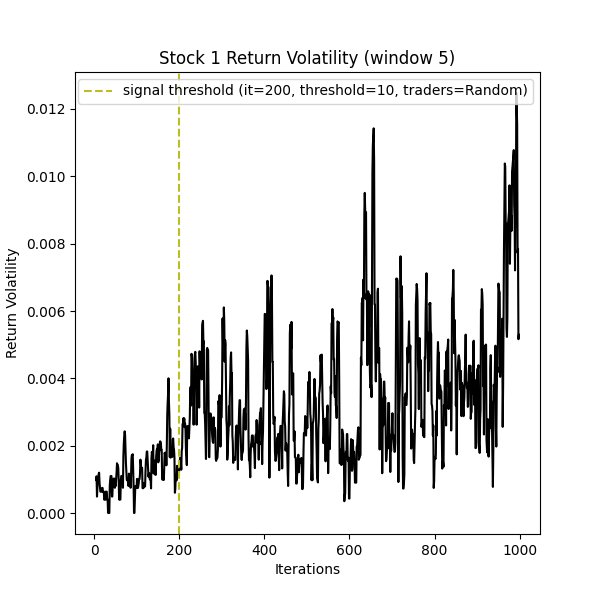 Stock 1 Return Volatility (window 5)
signal threshold (it=200, threshold=10, traders=Random)
0.012
0.010
0.008
0.006
0.004
0.002
0.000
Return Volatility
0 200 400 600 800 1000
Iterations